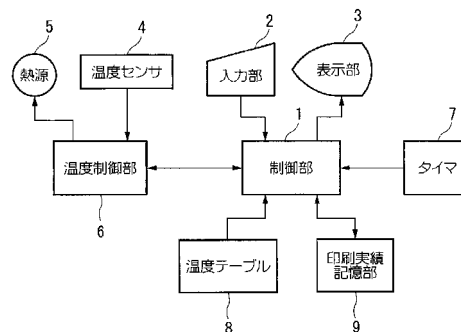 5
4
2
3
熱源
温度センサ
入力部
表示部
1
7
温度制御部
制御部
タイマ
6
温度テーブル
印刷実績
記憶部
8
9